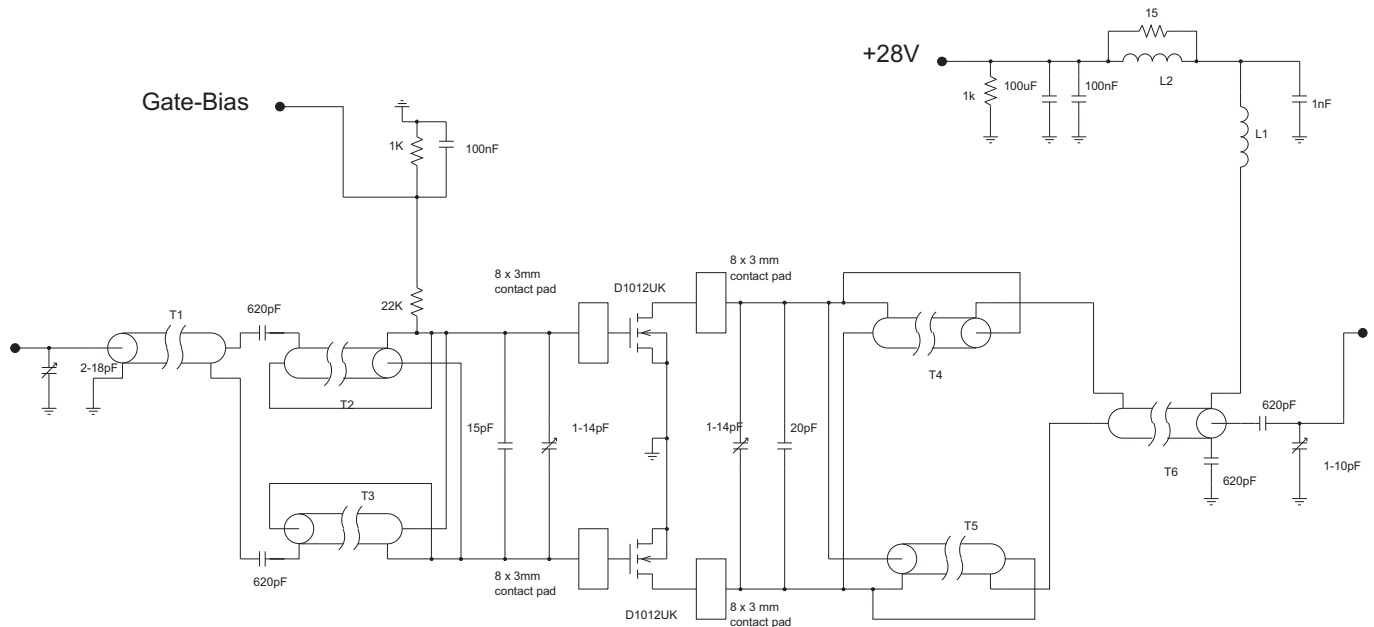 15
+28V
L2
100uF
100nF
1k
1nF
L1
Gate-Bias
1K
100nF
8 x 3 mm
contact pad
8 x 3mm
contact pad
D1012UK
22K
620pF
T1
2-18pF
T2
T4
15pF
1-14pF
1-14pF
20pF
620pF
T6
1-10pF
620pF
T3
T5
620pF
8 x 3mm
contact pad
D1012UK
8 x 3 mm
contact pad